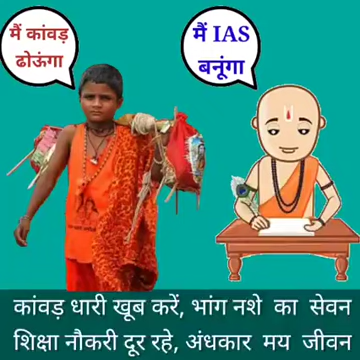 मैं कांवड़
ढोऊंगा
मैं IAS
बनूंगा
कांवड़ धारी खूब करें, भांग नशे का सेवन
शिक्षा नौकरी दूर रहे, अंधकार मय जीवन